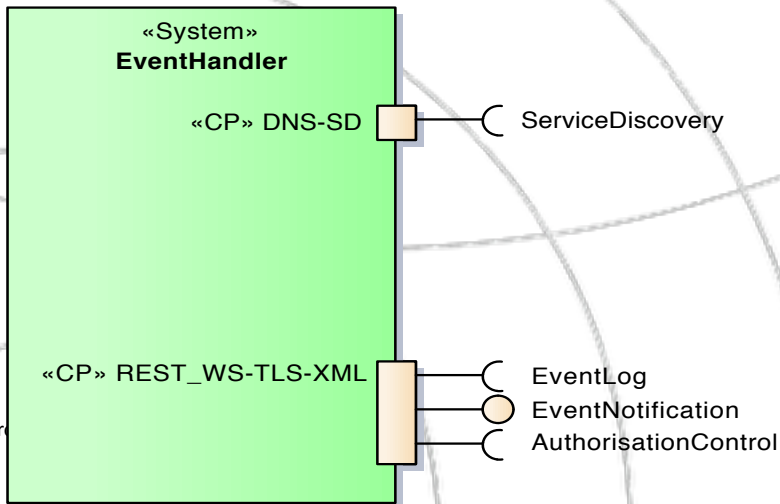 «System»
EventHandler
«CP» DNS-SD
ServiceDiscovery
«CP» REST_WS-TLS-XML
EventLog
EventNotification
AuthorisationControl